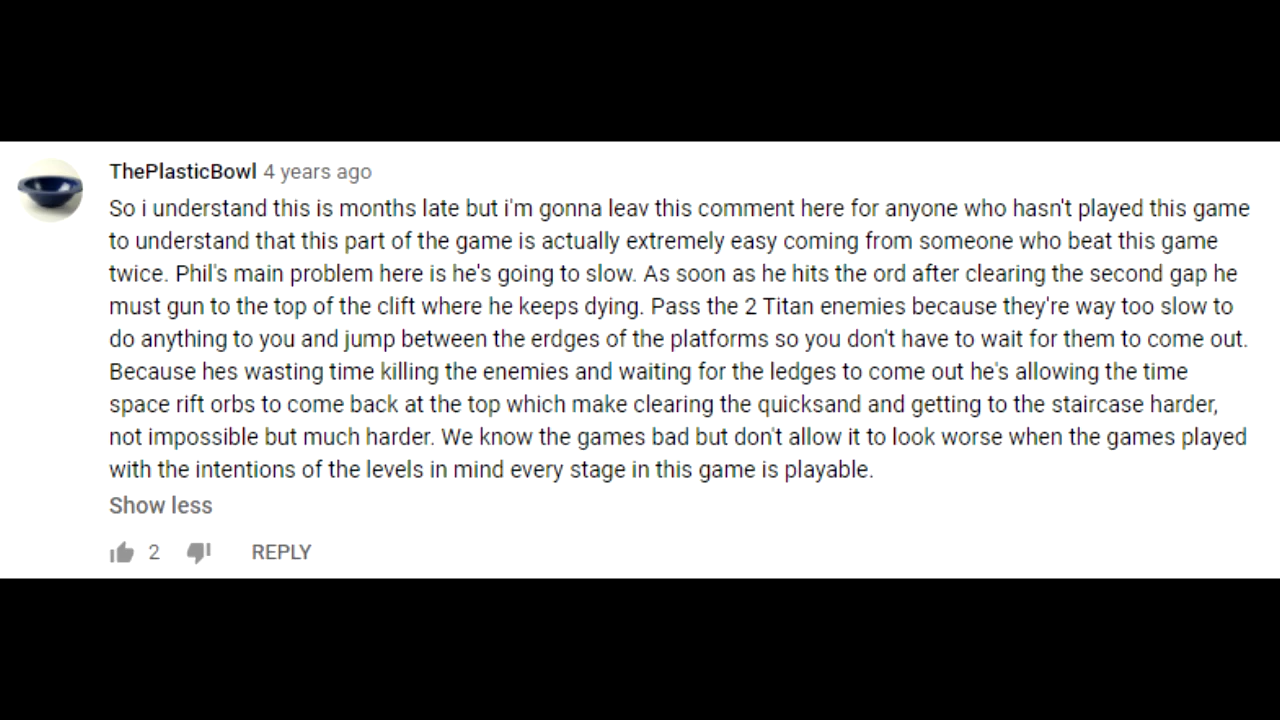 ThePlasticBowl 4 years ago
So i understand this is months late but i'm gonna leav this comment here for anyone who hasn't played this game
to understand that this part of the game is actually extremely easy coming from someone who beat this game
twice. Phil's main problem here is he's going to slow. As soon as he hits the ord after clearing the second gap he
must gun to the top of the clift where he keeps dying. Pass the 2 Titan enemies because they're way too slow to
do anything to you and jump between the erdges of the platforms so you don't have to wait for them to come out.
Because hes wasting time killing the enemies and waiting for the ledges to come out he's allowing the time
space rift orbs to come back at the top which make clearing the quicksand and getting to the staircase harder,
not impossible but much harder. We know the games bad but don't allow it to look worse when the games played
with the intentions of the levels in mind every stage in this game is playable.
Show less
2 REPLY